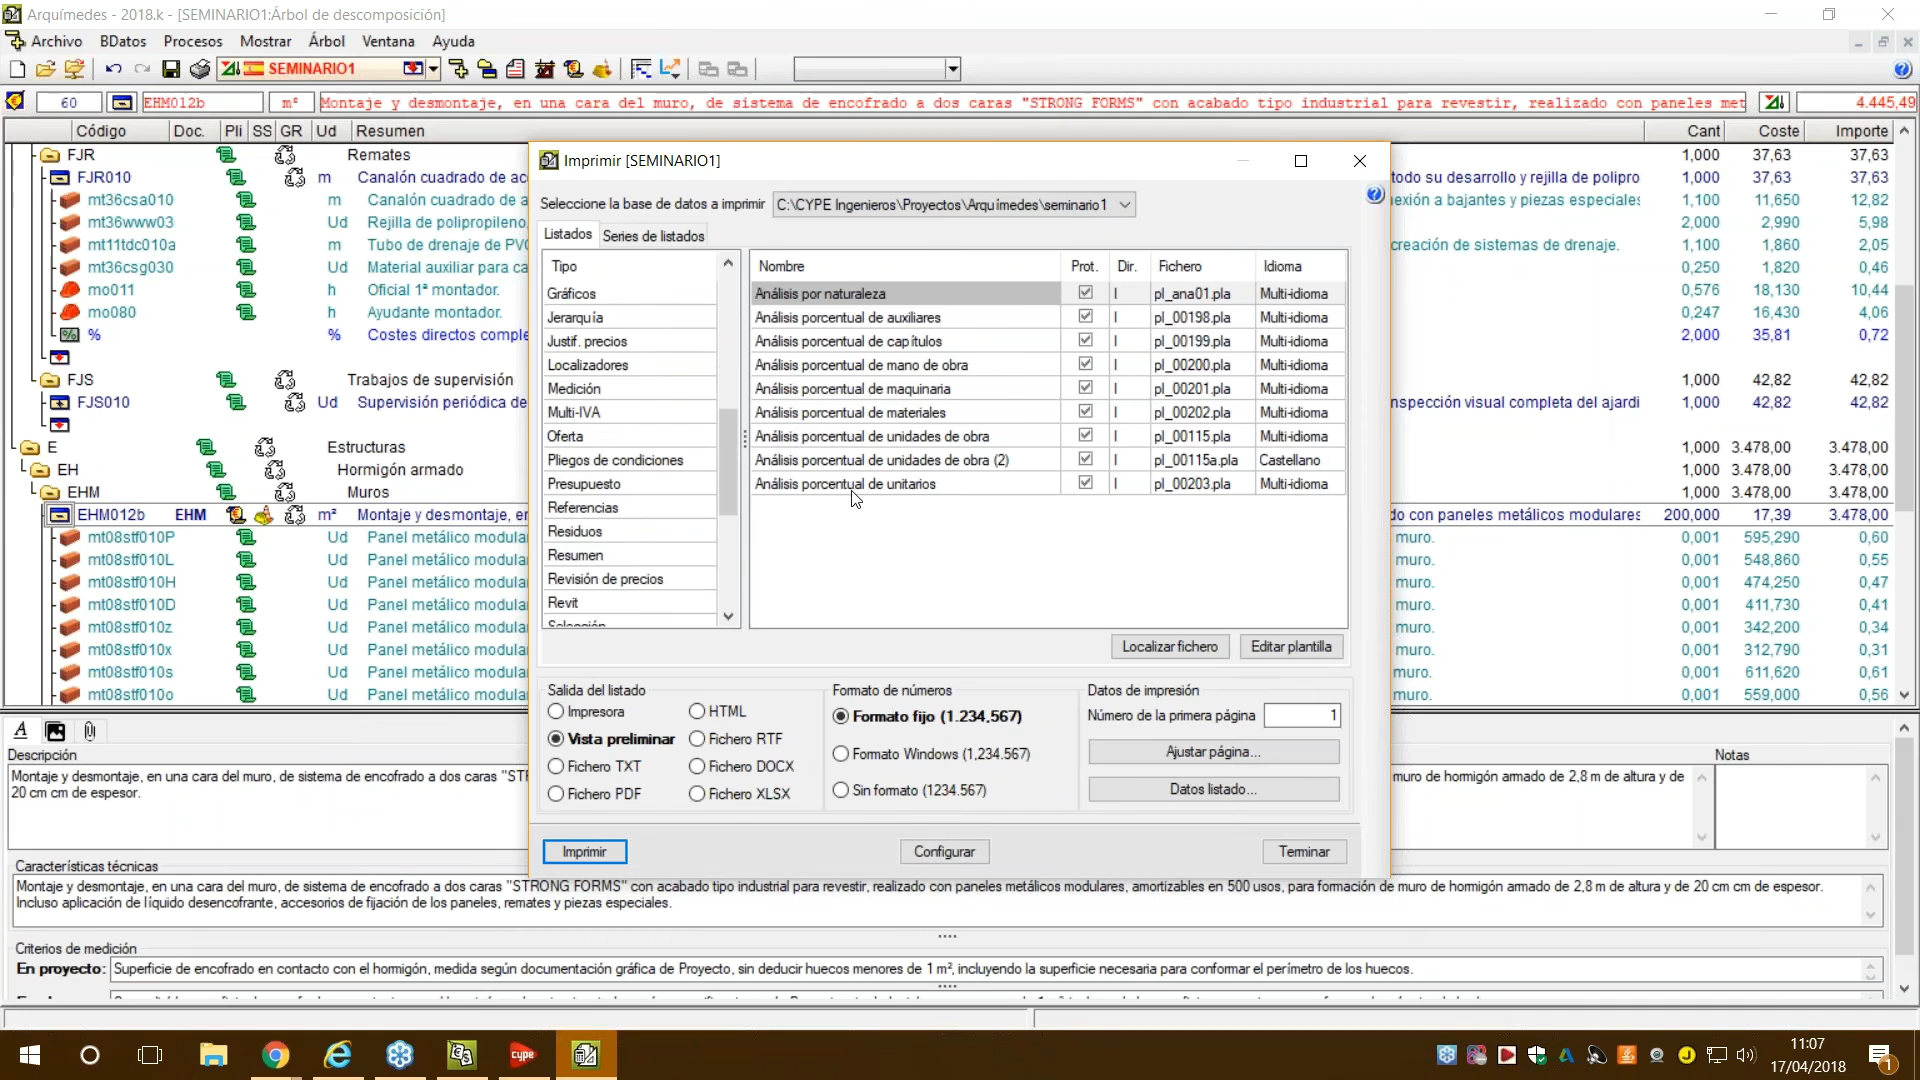 Arquímedes - 2018.k - [SEMINARIO1:Árbol de descomposición]
Archivo BDatos Procesos Mostrar Árbol Ventana Ayuda
SEMINARIO1
60 EHM012b m² Montaje y desmontaje, en una cara del muro, de sistema de encofrado a dos caras "STRONG FORMS" con acabado tipo industrial para revestir, realizado con paneles met 4.445,49
Código Doc. Pli SS GR Ud Resumen Cant Coste Importe
FJR Remates 1,000 37,63 37,63
FJR010 m Canalón cuadrado de ac todo su desarrollo y rejilla de polipro 1,000 37,63 37,63
mt36csa010 m Canalón cuadrado de a exión a bajantes y piezas especiales 1,100 11,650 12,82
mt36www03 Ud Rejilla de polipropileno 2,000 2,990 5,98
mt11tdc010a m Tubo de drenaje de PV creación de sistemas de drenaje. 1,100 1,860 2,05
mt36csg030 Ud Material auxiliar para ca 0,250 1,820 0,46
mo011 h Oficial 1ª montador. 0,576 18,130 10,44
mo080 h Ayudante montador. 0,247 16,430 4,06
% % Costes directos comple 2,000 35,81 0,72
FJS Trabajos de supervisión 1,000 42,82 42,82
FJS010 Ud Supervisión periódica de nspección visual completa del ajardi 1,000 42,82 42,82
E Estructuras 1,000 3.478,00 3.478,00
EH Hormigón armado 1,000 3.478,00 3.478,00
EHM Muros 1,000 3.478,00 3.478,00
EHM012b EHM m² Montaje y desmontaje, en do con paneles metálicos modulares 200,000 17,39 3.478,00
mt08stf010P Ud Panel metálico modula muro. 0,001 595,290 0,60
mt08stf010L Ud Panel metálico modula muro. 0,001 548,860 0,55
mt08stf010H Ud Panel metálico modula muro. 0,001 474,250 0,47
mt08stf010D Ud Panel metálico modula muro. 0,001 411,730 0,41
mt08stf010z Ud Panel metálico modula muro. 0,001 342,200 0,34
mt08stf010x Ud Panel metálico modula muro. 0,001 312,790 0,31
mt08stf010s Ud Panel metálico modula muro. 0,001 611,620 0,61
mt08stf010o Ud Panel metálico modula muro. 0,001 559,000 0,56
Imprimir [SEMINARIO1]
Seleccione la base de datos a imprimir C:\CYPE Ingenieros\Proyectos\Arquímedes\seminario1
Listados Series de listados
Tipo
Gráficos
Jerarquía
Justif. precios
Localizadores
Medición
Multi-IVA
Oferta
Pliegos de condiciones
Presupuesto
Referencias
Residuos
Resumen
Revisión de precios
Revit
Selección
Nombre Prot. Dir. Fichero Idioma
Análisis por naturaleza I pl_ana01.pla Multi-idioma
Análisis porcentual de auxiliares I pl_00198.pla Multi-idioma
Análisis porcentual de capítulos I pl_00199.pla Multi-idioma
Análisis porcentual de mano de obra I pl_00200.pla Multi-idioma
Análisis porcentual de maquinaria I pl_00201.pla Multi-idioma
Análisis porcentual de materiales I pl_00202.pla Multi-idioma
Análisis porcentual de unidades de obra I pl_00115.pla Multi-idioma
Análisis porcentual de unidades de obra (2) I pl_00115a.pla Castellano
Análisis porcentual de unitarios I pl_00203.pla Multi-idioma
Localizar fichero Editar plantilla
Salida del listado
Impresora HTML
Vista preliminar Fichero RTF
Fichero TXT Fichero DOCX
Fichero PDF Fichero XLSX
Formato de números
Formato fijo (1.234,567)
Formato Windows (1,234.567)
Sin formato (1234.567)
Datos de impresión
Número de la primera página 1
Ajustar página...
Datos listado...
Imprimir Configurar Terminar
A
Descripción Notas
Montaje y desmontaje, en una cara del muro, de sistema de encofrado a dos caras "ST muro de hormigón armado de 2,8 m de altura y de
20 cm cm de espesor.
Características técnicas
Montaje y desmontaje, en una cara del muro, de sistema de encofrado a dos caras "STRONG FORMS" con acabado tipo industrial para revestir, realizado con paneles metálicos modulares, amortizables en 500 usos, para formación de muro de hormigón armado de 2,8 m de altura y de 20 cm cm de espesor.
Incluso aplicación de líquido desencofrante, accesorios de fijación de los paneles, remates y piezas especiales.
Criterios de medición
En proyecto: Superficie de encofrado en contacto con el hormigón, medida según documentación gráfica de Proyecto, sin deducir huecos menores de 1 m², incluyendo la superficie necesaria para conformar el perímetro de los huecos.
cype
11:07
17/04/2018
1